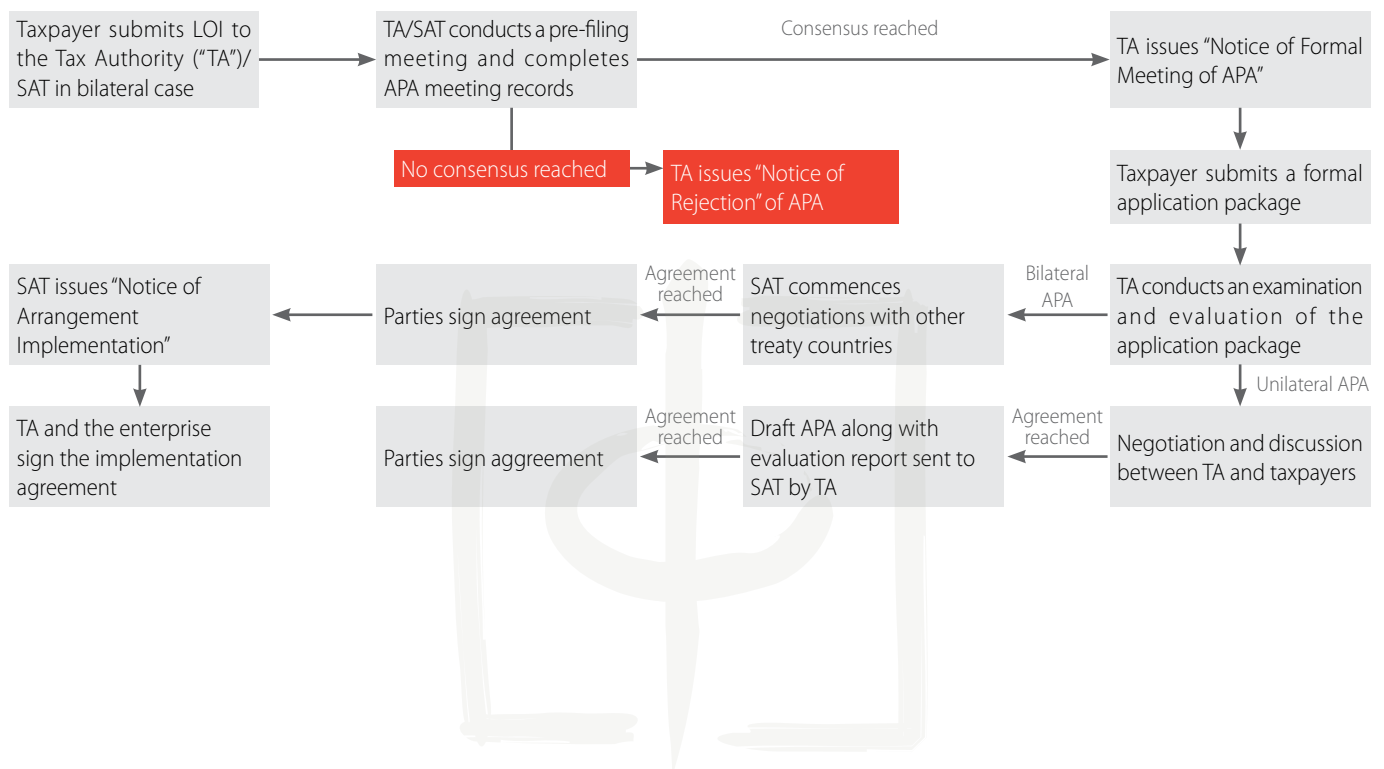 Taxpayer submits LOI to
the Tax Authority (“TA”)/
SAT in bilateral case
TA/SAT conducts a pre-filing
meeting and completes
APA meeting records
Consensus reached
TA issues “Notice of Formal
Meeting of APA”
No consensus reached
TA issues “Notice of
Rejection” of APA
Taxpayer submits a formal
application package
TA conducts an examination
and evaluation of the
application package
Bilateral
APA
SAT commences
negotiations with other
treaty countries
Agreement
reached
Parties sign agreement
SAT issues “Notice of
Arrangement
Implementation”
TA and the enterprise
sign the implementation
agreement
Unilateral APA
Negotiation and discussion
between TA and taxpayers
Agreement
reached
Draft APA along with
evaluation report sent to
SAT by TA
Agreement
reached
Parties sign aggreement